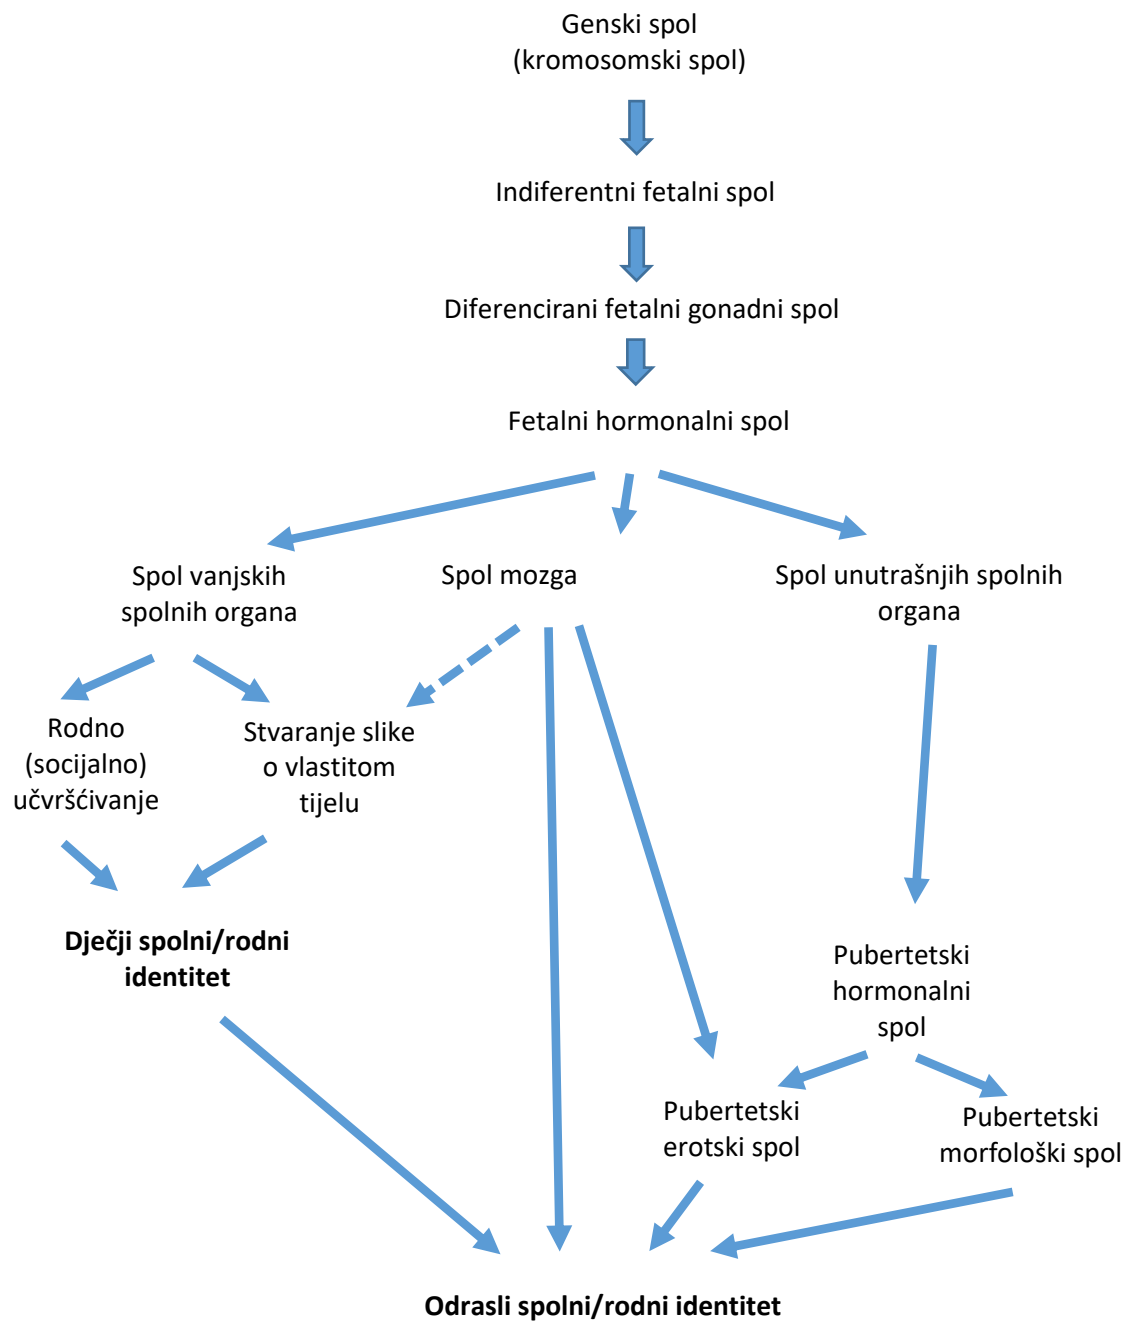 Genski spol
(kromosomski spol)
Indiferentni fetalni spol
Diferencirani fetalni gonadni spol
Fetalni hormonalni spol
Spol vanjskih
spolnih organa
Spol mozga
Spol unutrašnjih spolnih
organa
Rodno
(socijalno)
učvršćivanje
Stvaranje slike
o vlastitom
tijelu
Dječji spolni/rodni
identitet
Pubertetski
hormonalni
spol
Pubertetski
erotski spol
Pubertetski
morfološki spol
Odrasli spolni/rodni identitet